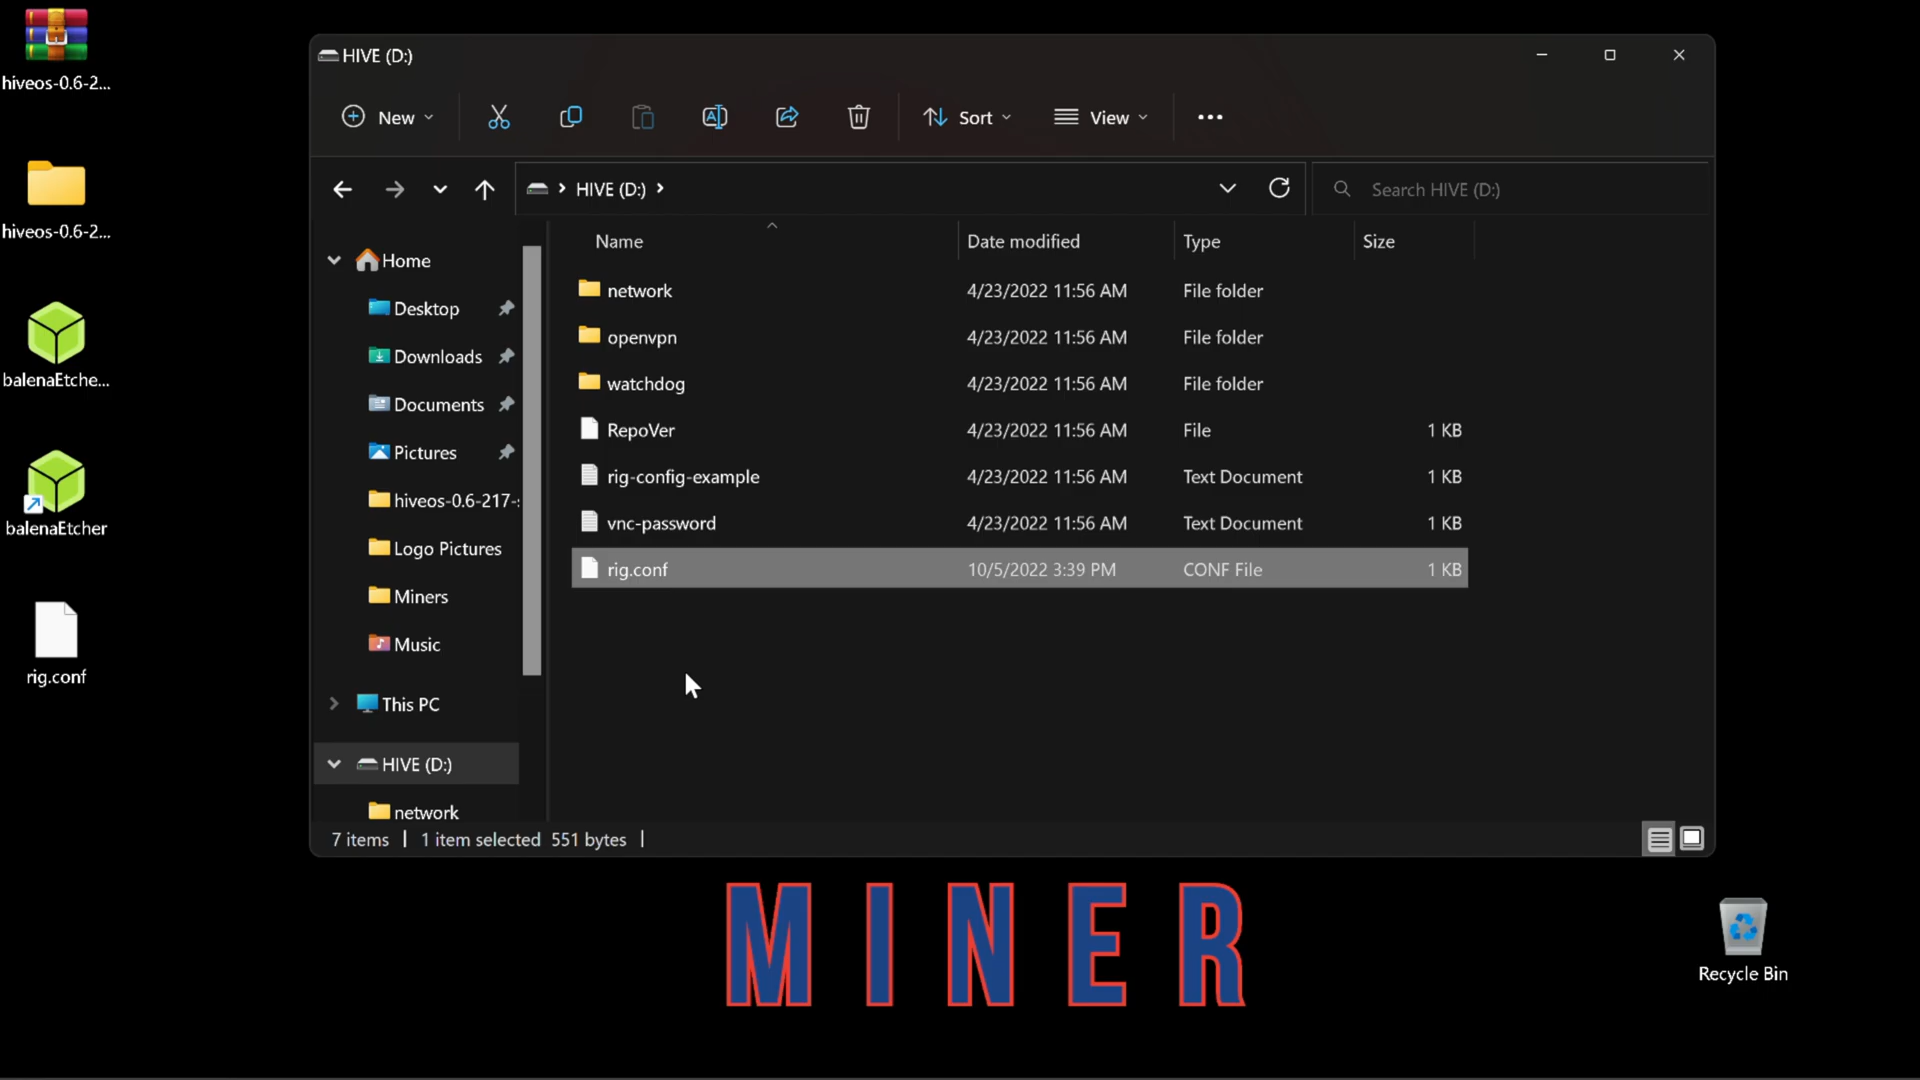 hiveos-0.6-2...
hiveos-0.6-2...
balenaEtche...
balenaEtcher
rig.conf
HIVE (D:)
New
Sort
View
HIVE (D:)
Search HIVE (D:)
Home
Desktop
Downloads
Documents
Pictures
hiveos-0.6-217-
Logo Pictures
Miners
Music
This PC
HIVE (D:)
network
Name Date modified Type Size
network 4/23/2022 11:56 AM File folder
openvpn 4/23/2022 11:56 AM File folder
watchdog 4/23/2022 11:56 AM File folder
RepoVer 4/23/2022 11:56 AM File 1 KB
rig-config-example 4/23/2022 11:56 AM Text Document 1 KB
vnc-password 4/23/2022 11:56 AM Text Document 1 KB
rig.conf 10/5/2022 3:39 PM CONF File 1 KB
7 items 1 item selected 551 bytes
MINER
Recycle Bin